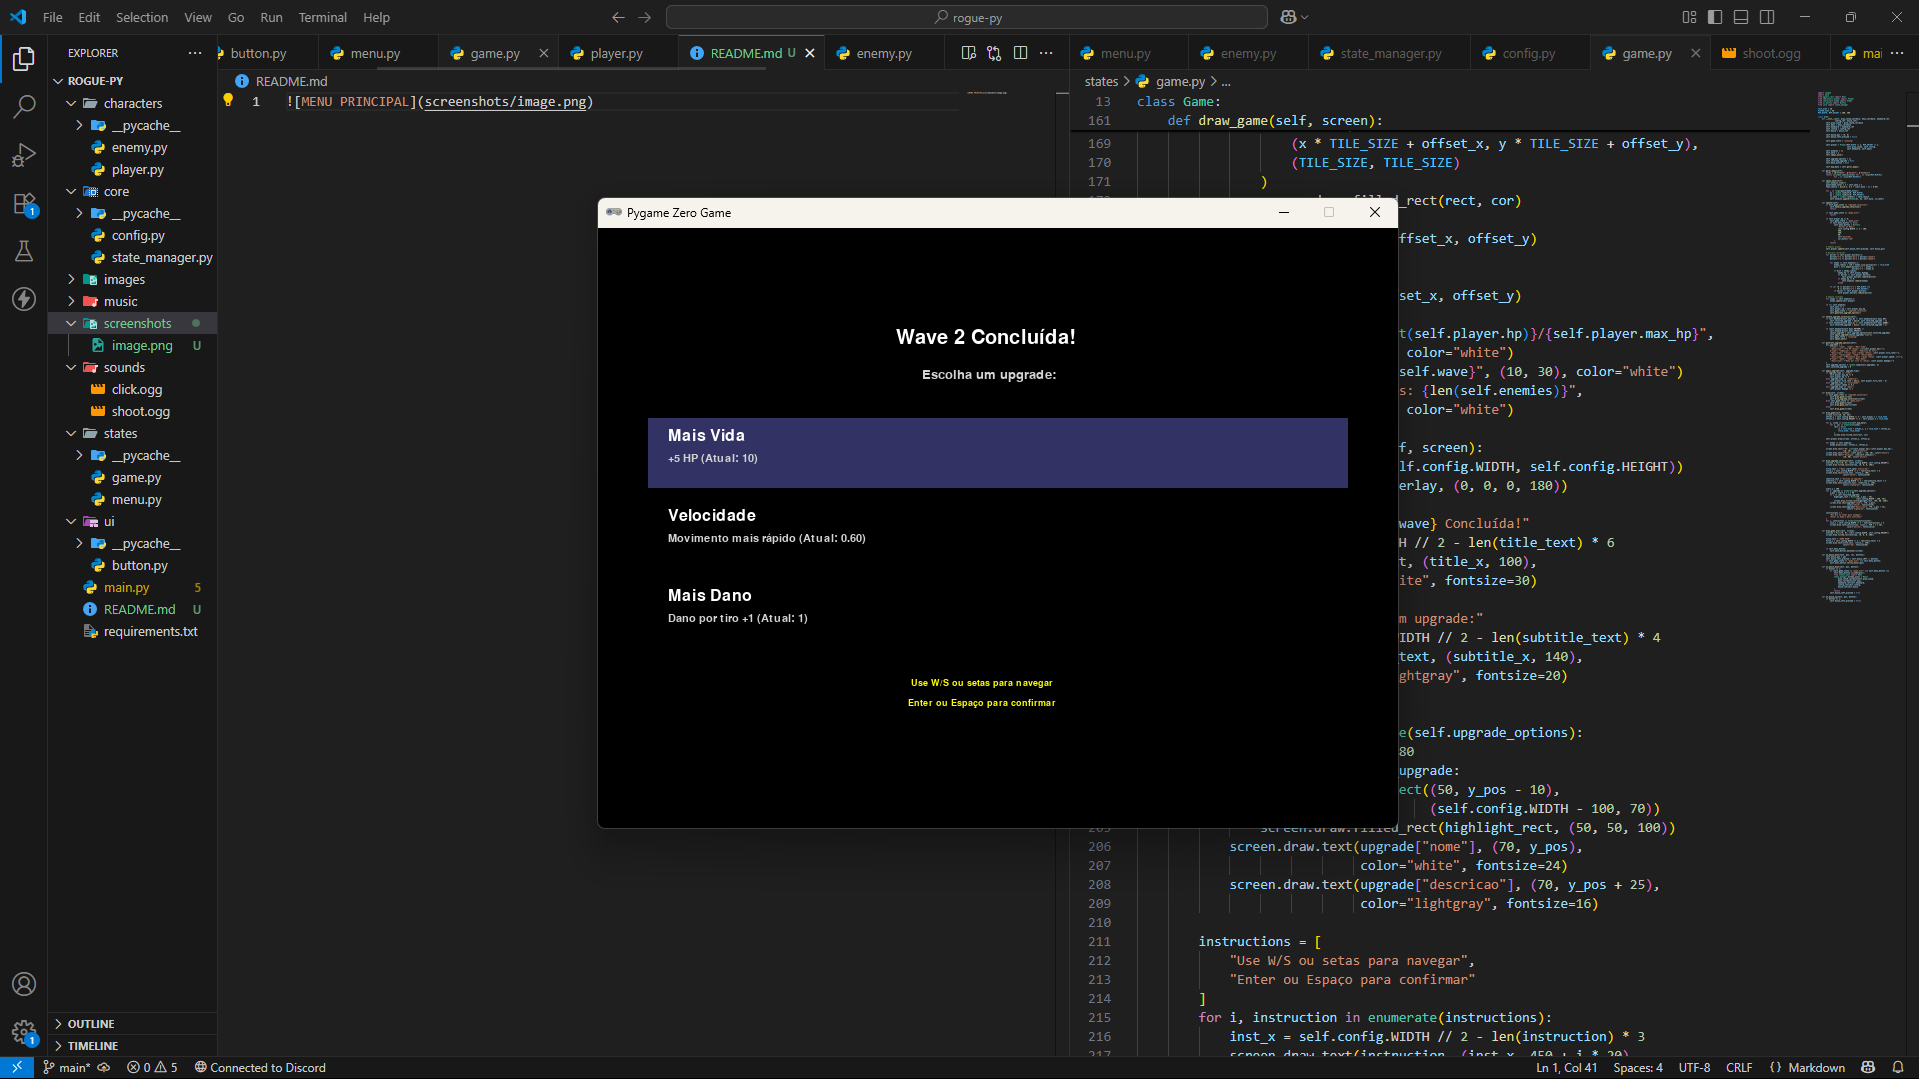 File Edit Selection View Go Run Terminal Help
rogue-py
EXPLORER
ROGUE-PY
characters
__pycache__
enemy.py
player.py
core
__pycache__
config.py
state_manager.py
images
music
screenshots
image.png U
sounds
click.ogg
shoot.ogg
states
__pycache__
game.py
menu.py
ui
__pycache__
button.py
main.py 5
README.md U
requirements.txt
OUTLINE
TIMELINE
button.py menu.py game.py player.py README.md U enemy.py
README.md
1 ![MENU PRINCIPAL](screenshots/image.png)
menu.py enemy.py state_manager.py config.py game.py shoot.ogg mai
states > game.py > ...
13 class Game:
161 def draw_game(self, screen):
169 (x * TILE_SIZE + offset_x, y * TILE_SIZE + offset_y),
170 (TILE_SIZE, TILE_SIZE)
171 )
_rect(rect, cor)
ffset_x, offset_y)
set_x, offset_y)
t(self.player.hp)}/{self.player.max_hp}",
color="white")
self.wave}", (10, 30), color="white")
s: {len(self.enemies)}",
color="white")
f, screen):
lf.config.WIDTH, self.config.HEIGHT))
erlay, (0, 0, 0, 180))
wave} Concluída!"
H // 2 - len(title_text) * 6
t, (title_x, 100),
ite", fontsize=30)
m upgrade:"
IDTH // 2 - len(subtitle_text) * 4
text, (subtitle_x, 140),
ghtgray", fontsize=20)
e(self.upgrade_options):
80
upgrade:
ect((50, y_pos - 10),
(self.config.WIDTH - 100, 70))
205 screen.draw.filled_rect(highlight_rect, (50, 50, 100))
206 screen.draw.text(upgrade["nome"], (70, y_pos),
207 color="white", fontsize=24)
208 screen.draw.text(upgrade["descricao"], (70, y_pos + 25),
209 color="lightgray", fontsize=16)
210
211 instructions = [
212 "Use W/S ou setas para navegar",
213 "Enter ou Espaço para confirmar"
214 ]
215 for i, instruction in enumerate(instructions):
216 inst_x = self.config.WIDTH // 2 - len(instruction) * 3
217 screen.draw.text(instruction, (inst_x, 450 + i * 20),
Pygame Zero Game
Wave 2 Concluída!
Escolha um upgrade:
Mais Vida
+5 HP (Atual: 10)
Velocidade
Movimento mais rápido (Atual: 0.60)
Mais Dano
Dano por tiro +1 (Atual: 1)
Use W/S ou setas para navegar
Enter ou Espaço para confirmar
main* 0 5 Connected to Discord
Ln 1, Col 41 Spaces: 4 UTF-8 CRLF {} Markdown